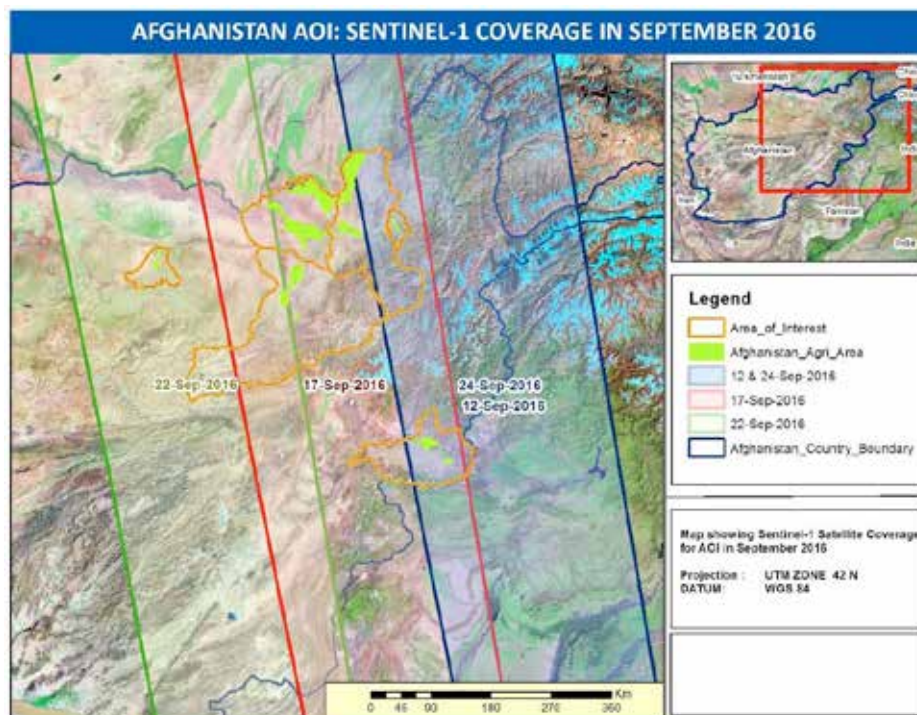 AFGHANISTAN AOI: SENTINEL-1 COVERAGE IN SEPTEMBER 2016
22-Sep-2016
17-Sep-2016
24-Sep-2016
12-Sep-2016
Km
0 45 90 180 270 360
Afghanistan
Iran
Pakistan
Legend
Area_of_Interest
Afghanistan_Agri_Area
12 & 24-Sep-2016
17-Sep-2016
22-Sep-2016
Afghanistan_Country_Boundary
Map showing Sentinel-1 Satellite Coverage
for AOI in September 2016
Projection : UTM ZONE 42 N
DATUM : WGS 84